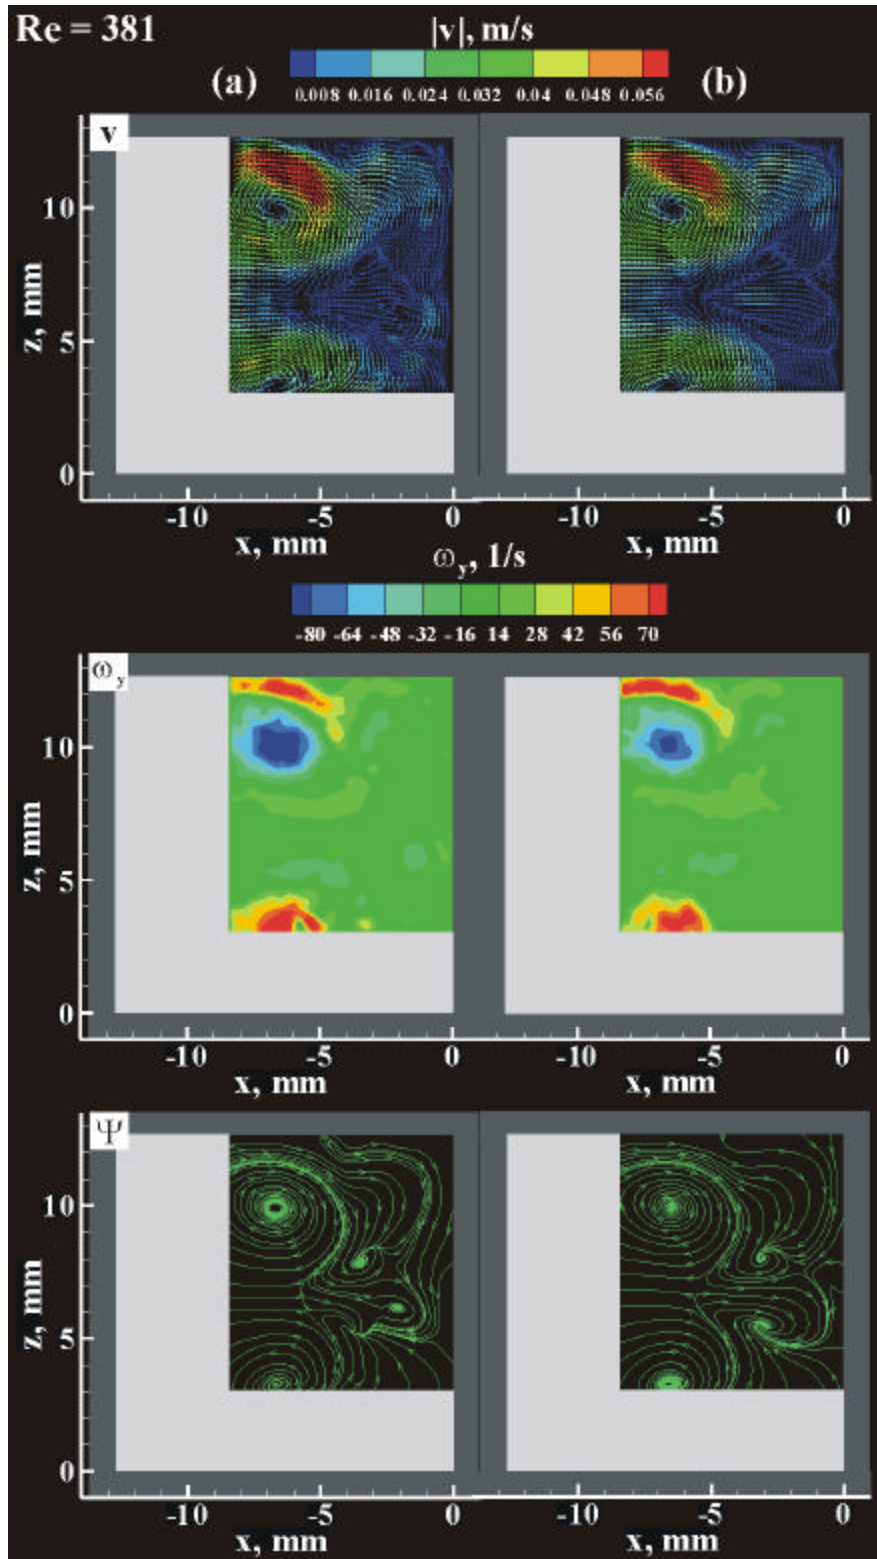 Re = 381
|v|, m/s
(a)
(b)
0.008 0.016 0.024 0.032 0.04 0.048 0.056
v
10
z, mm
5
0
-10 -5 0 -10 -5 0
x, mm x, mm
ω_y, 1/s
-80 -64 -48 -32 -16 14 28 42 56 70
ω_y
10
z, mm
5
0
-10 -5 0 -10 -5 0
x, mm x, mm
Ψ
10
z, mm
5
0
-10 -5 0 -10 -5 0
x, mm x, mm